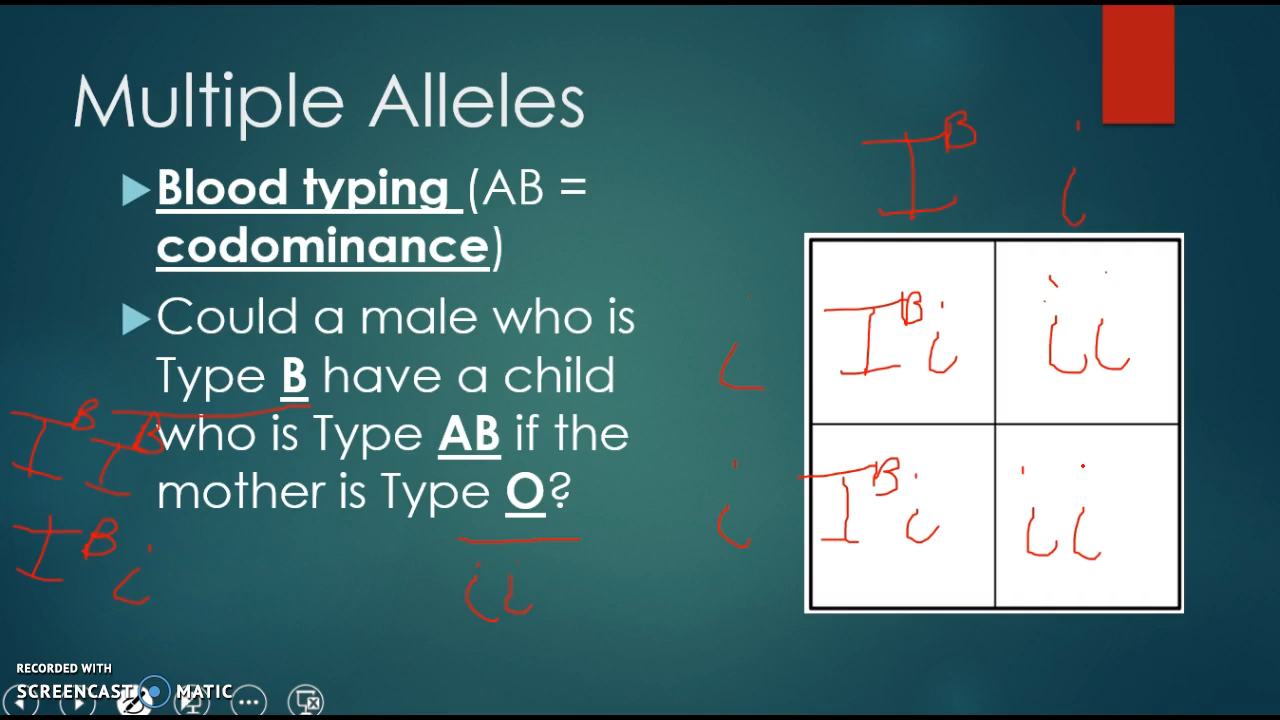 Multiple Alleles
Blood typing (AB =
codominance)
Could a male who is
Type B have a child
who is Type AB if the
mother is Type O?
I^B I^B
I^B i
ii
I^B i
i
I^B i ii
i
I^B i ii
RECORDED WITH
SCREENCAST MATIC